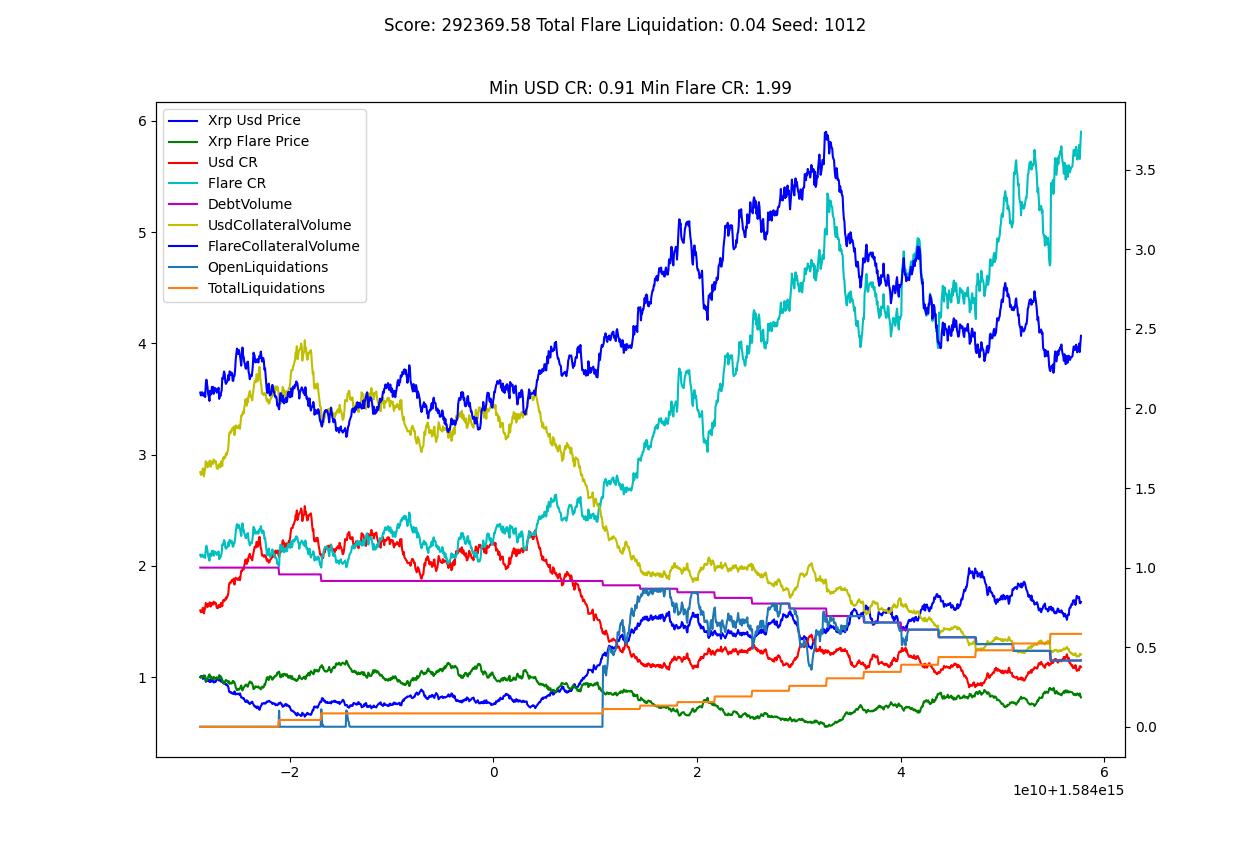 Score: 292369.58 Total Flare Liquidation: 0.04 Seed: 1012
Min USD CR: 0.91 Min Flare CR: 1.99
Xrp Usd Price
Xrp Flare Price
Usd CR
Flare CR
DebtVolume
UsdCollateralVolume
FlareCollateralVolume
OpenLiquidations
TotalLiquidations
6
5
4
3
2
1
3.5
3.0
2.5
2.0
1.5
1.0
0.5
0.0
−2 0 2 4 6
1e10+1.584e15